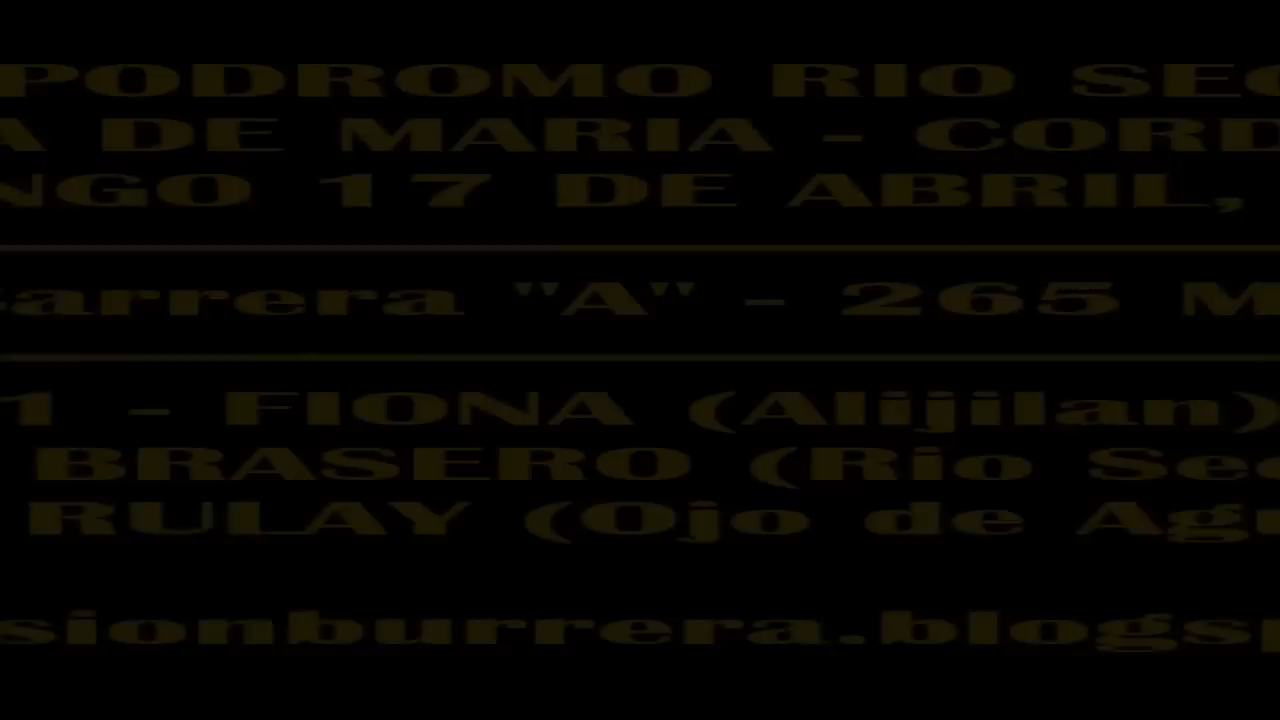 PODROMO RIO SEC
A DE MARIA - CORD
NGO 17 DE ABRIL,
arrera "A" - 265 M
1 - FIONA (Alijilan)
BRASERO (Rio Sec
RULAY (Ojo de Agu
sionburrera.blogsp